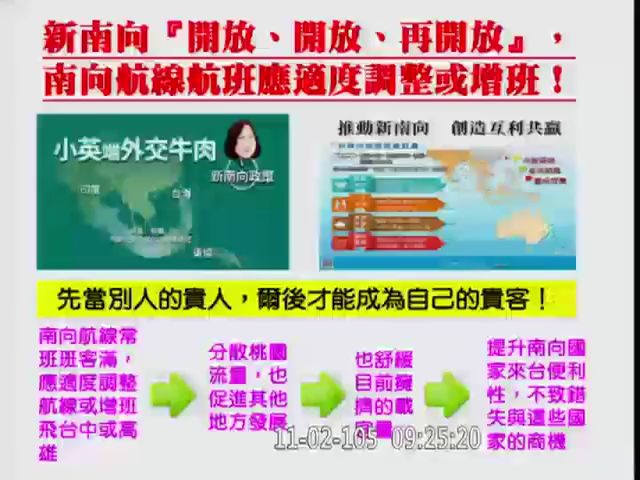 新南向『開放、開放、再開放』，
南向航線航班應適度調整或增班！
小英端外交牛肉
新南向政策
印度
台灣
推動新南向　創造互利共贏
先當別人的貴人，爾後才能成為自己的貴客！
南向航線常
班班客滿，
應適度調整
航線或增班
飛台中或高
雄
分散桃園
流量，也
促進其他
地方發展
也舒緩
目前擁
擠的載
客量
提升南向國
家來台便利
性，不致錯
失與這些國
家的商機
11-02-105 09:25:20